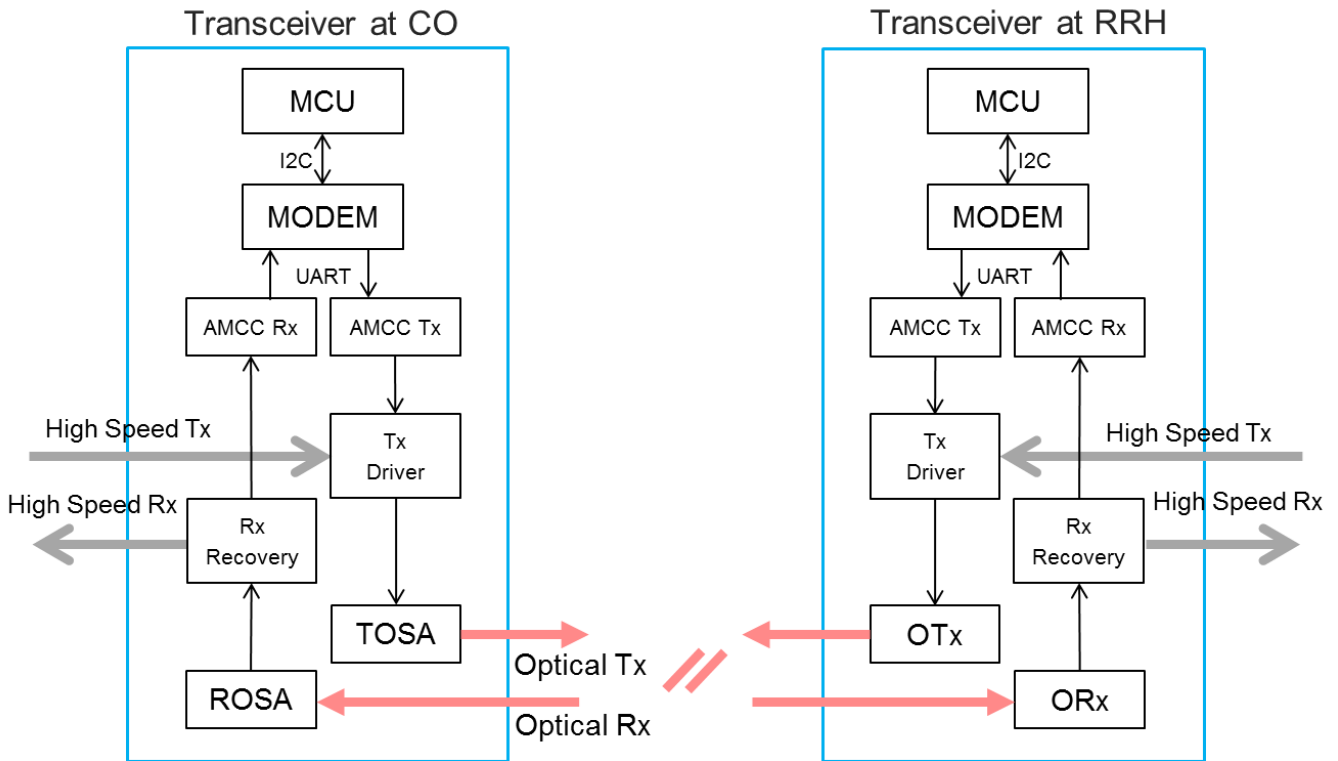 Transceiver at CO
MCU
I2C
MODEM
UART
AMCC Rx
AMCC Tx
High Speed Tx
Tx
Driver
High Speed Rx
Rx
Recovery
TOSA
Optical Tx
ROSA
Optical Rx
Transceiver at RRH
MCU
I2C
MODEM
UART
AMCC Tx
AMCC Rx
Tx
Driver
High Speed Tx
High Speed Rx
Rx
Recovery
OTx
ORx